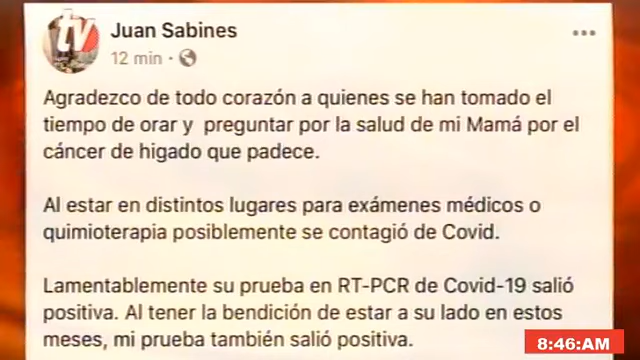 tv
Juan Sabines
12 min
Agradezco de todo corazón a quienes se han tomado el
tiempo de orar y preguntar por la salud de mi Mamá por el
cáncer de higado que padece.
Al estar en distintos lugares para exámenes médicos o
quimioterapia posiblemente se contagió de Covid.
Lamentablemente su prueba en RT-PCR de Covid-19 salió
positiva. Al tener la bendición de estar a su lado en estos
meses, mi prueba también salió positiva.
8:46:AM